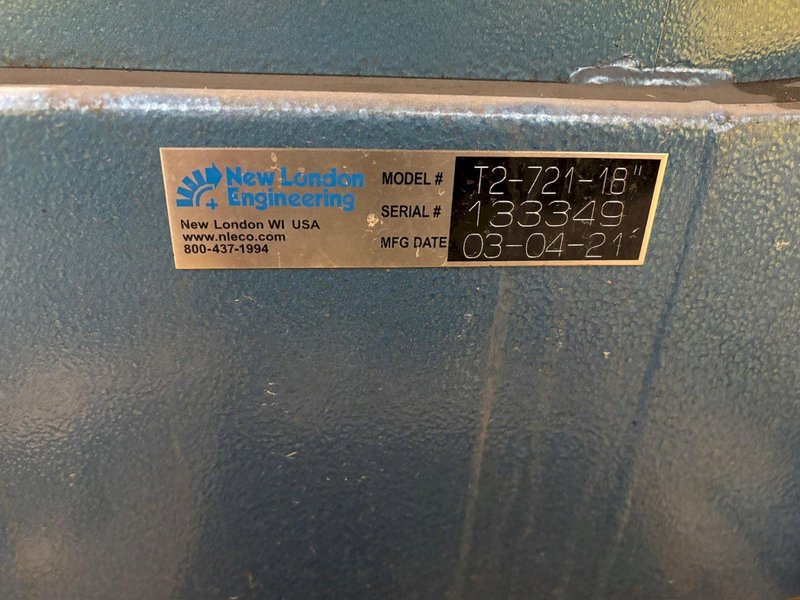 New London
Engineering
New London WI USA
www.nleco.com
800-437-1994
MODEL # T2-721-18"
SERIAL # 133349
MFG DATE 03-04-21